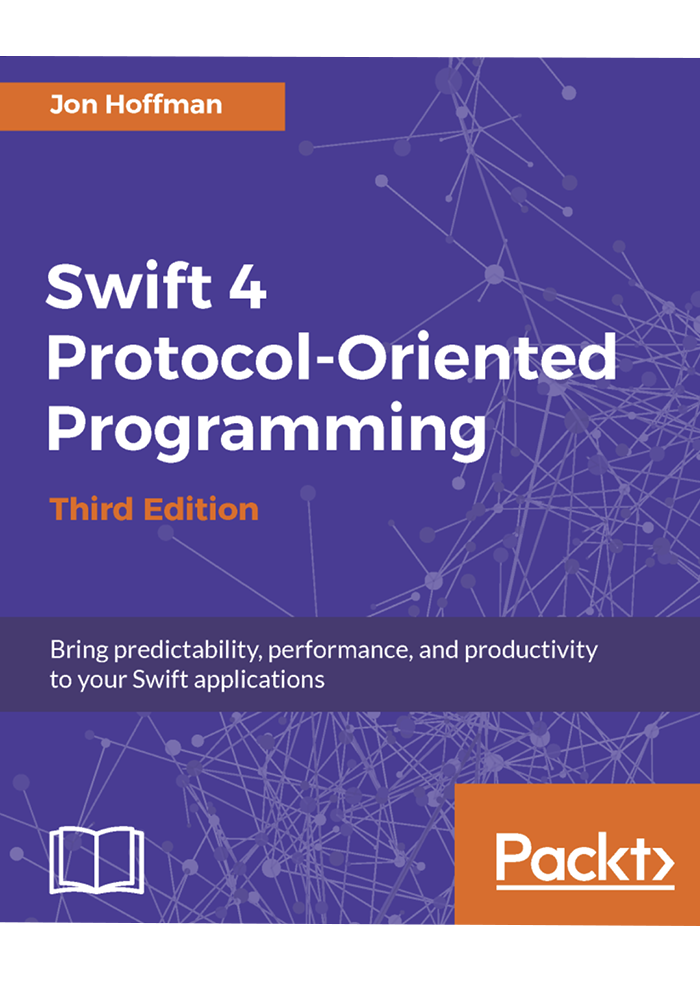 Jon Hoffman
Swift 4
Protocol-Oriented
Programming
Third Edition
Bring predictability, performance, and productivity
to your Swift applications
Packt>